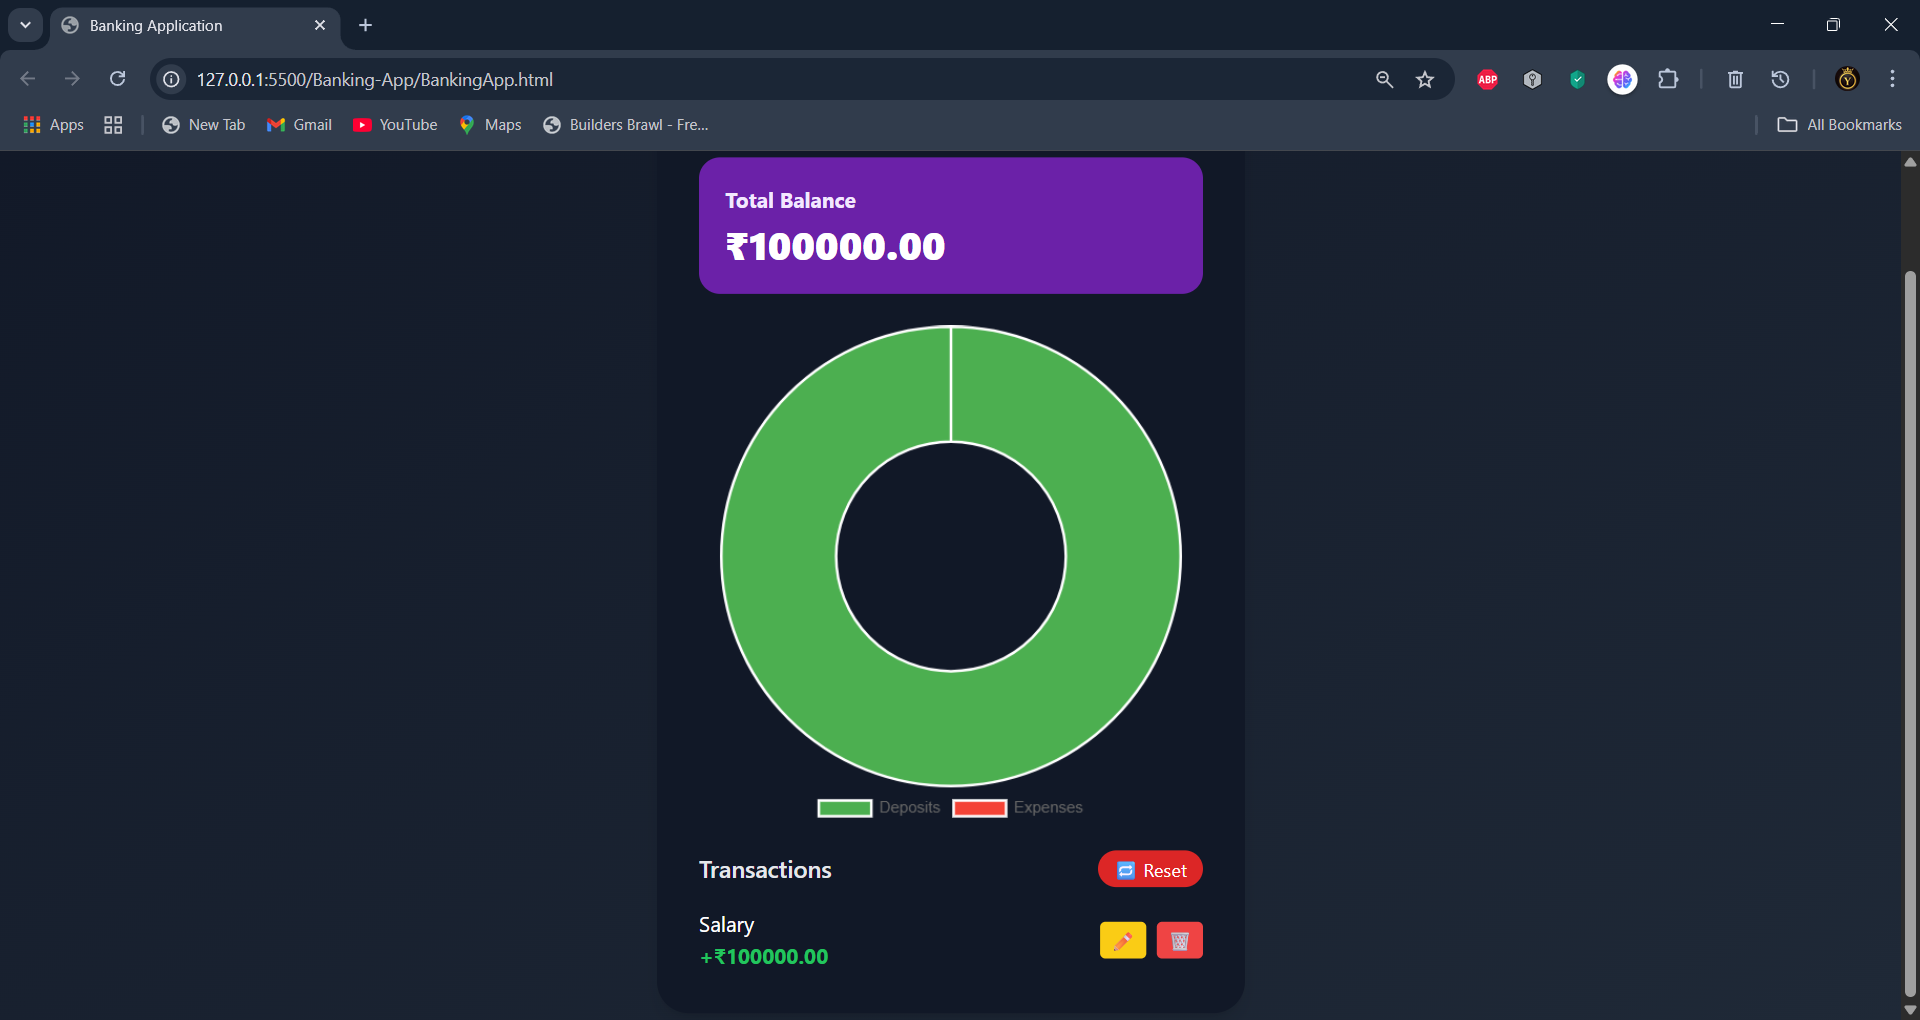 Banking Application
127.0.0.1:5500/Banking-App/BankingApp.html
ABP
Y
Apps
New Tab
Gmail
YouTube
Maps
Builders Brawl - Fre...
All Bookmarks
Total Balance
₹100000.00
Deposits
Expenses
Transactions
Reset
Salary
+₹100000.00